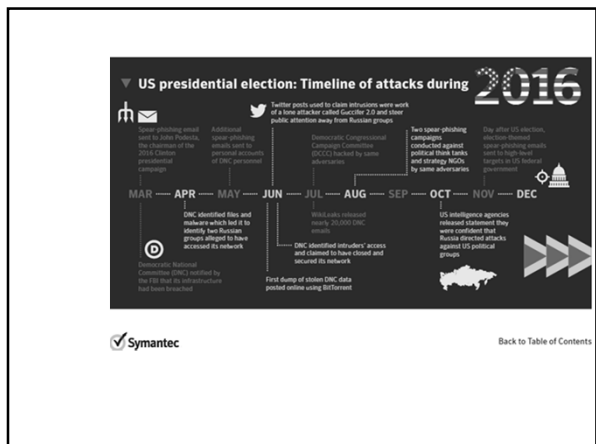 US presidential election: Timeline of attacks during 2016
Twitter posts used to claim intrusions were work
of a lone attacker called Guccifer 2.0 and steer
public attention away from Russian groups
Spear-phishing email
sent to John Podesta,
the chairman of the
2016 Clinton
presidential
campaign
Additional
spear-phishing
emails sent to
personal accounts
of DNC personnel
Democratic Congressional
Campaign Committee
(DCCC) hacked by same
adversaries
Two spear-phishing
campaigns
conducted against
political think tanks
and strategy NGOs
by same adversaries
Day after US election,
election-themed
spear-phishing emails
sent to high-level
targets in US federal
government
MAR APR MAY JUN JUL AUG SEP OCT NOV DEC
D
Democratic National
Committee (DNC) notified by
the FBI that its infrastructure
had been breached
DNC identified files and
malware which led it to
identify two Russian
groups alleged to have
accessed its network
WikiLeaks released
nearly 20,000 DNC
emails
DNC identified intruders' access
and claimed to have closed and
secured its network
First dump of stolen DNC data
posted online using BitTorrent
US intelligence agencies
released statement they
were confident that
Russia directed attacks
against US political
groups
Symantec
Back to Table of Contents